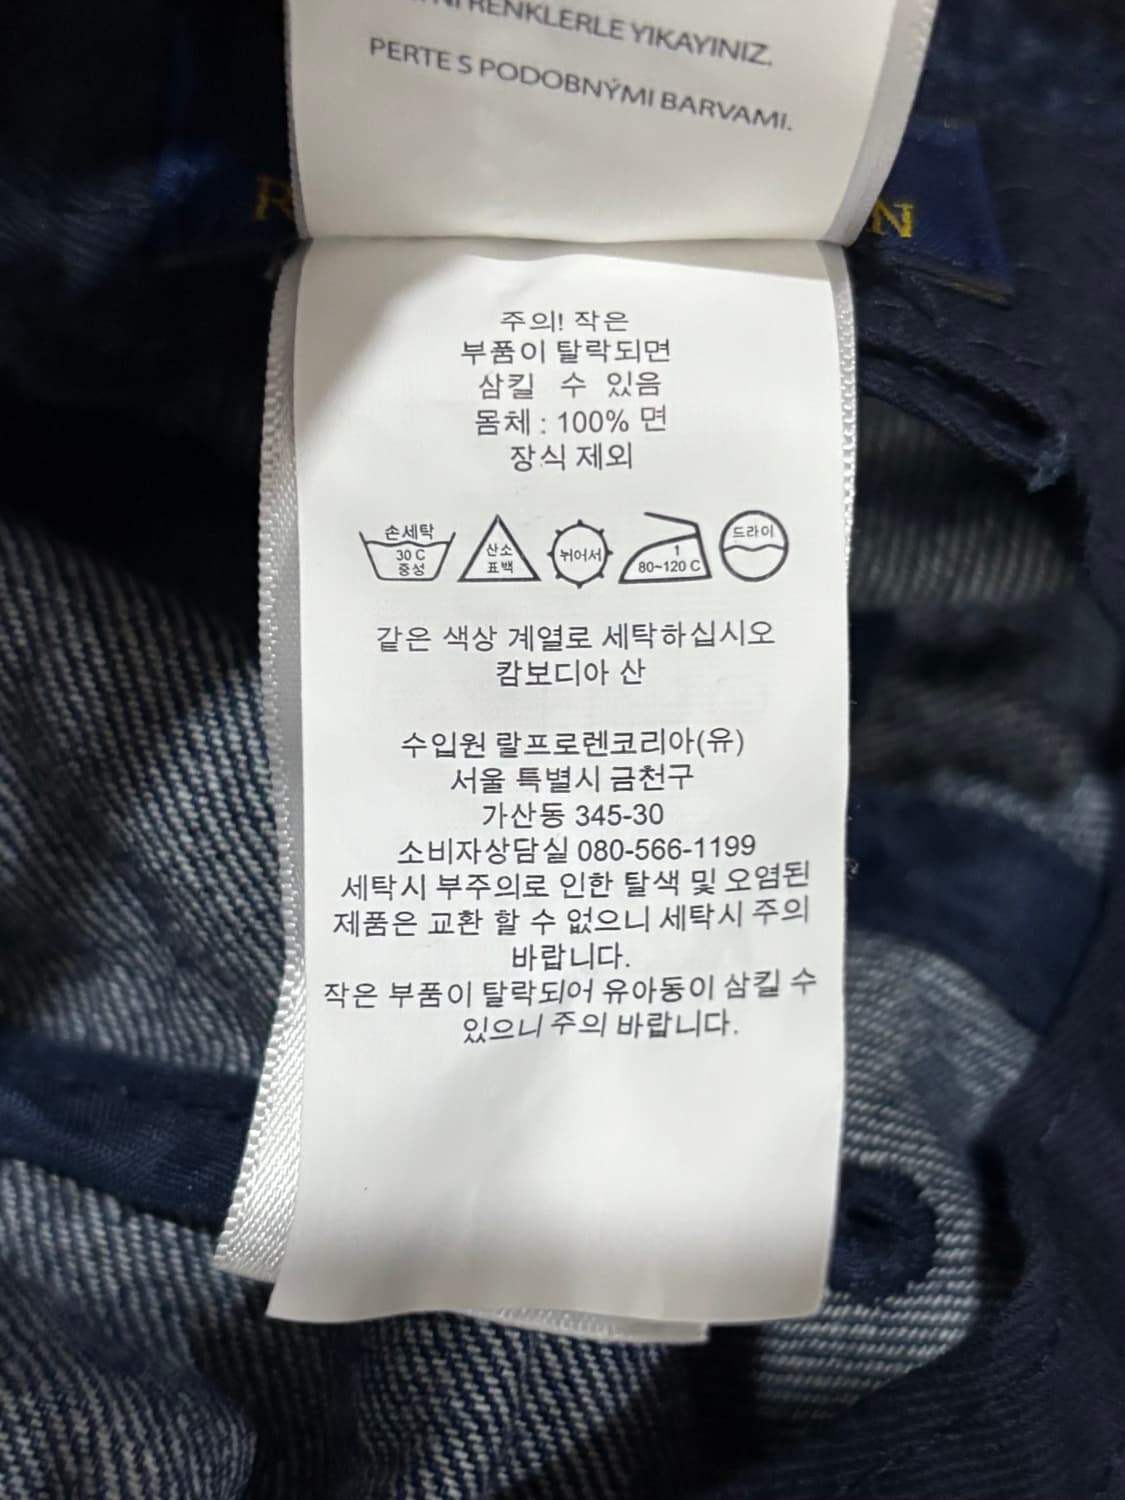 RENKLERLE YIKAYINIZ.
PERTE S PODOBNÝMI BARVAMI.
R N
주의! 작은
부품이 탈락되면
삼킬 수 있음
몸체 : 100% 면
장식 제외
손세탁 30 C 중성
산소 표백
뉘어서
1 80~120 C
드라이
같은 색상 계열로 세탁하십시오
캄보디아 산
수입원 랄프로렌코리아(유)
서울 특별시 금천구
가산동 345-30
소비자상담실 080-566-1199
세탁시 부주의로 인한 탈색 및 오염된
제품은 교환 할 수 없으니 세탁시 주의
바랍니다.
작은 부품이 탈락되어 유아동이 삼킬 수
있으니 주의 바랍니다.